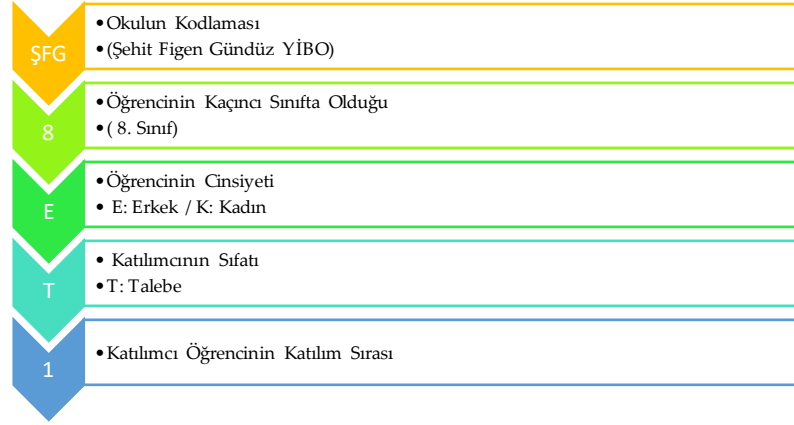 ŞFG
•Okulun Kodlaması
•(Şehit Figen Gündüz YİBO)
8
•Öğrencinin Kaçıncı Sınıfta Olduğu
•( 8. Sınıf)
E
•Öğrencinin Cinsiyeti
• E: Erkek / K: Kadın
T
• Katılımcının Sıfatı
•T: Talebe
1
•Katılımcı Öğrencinin Katılım Sırası